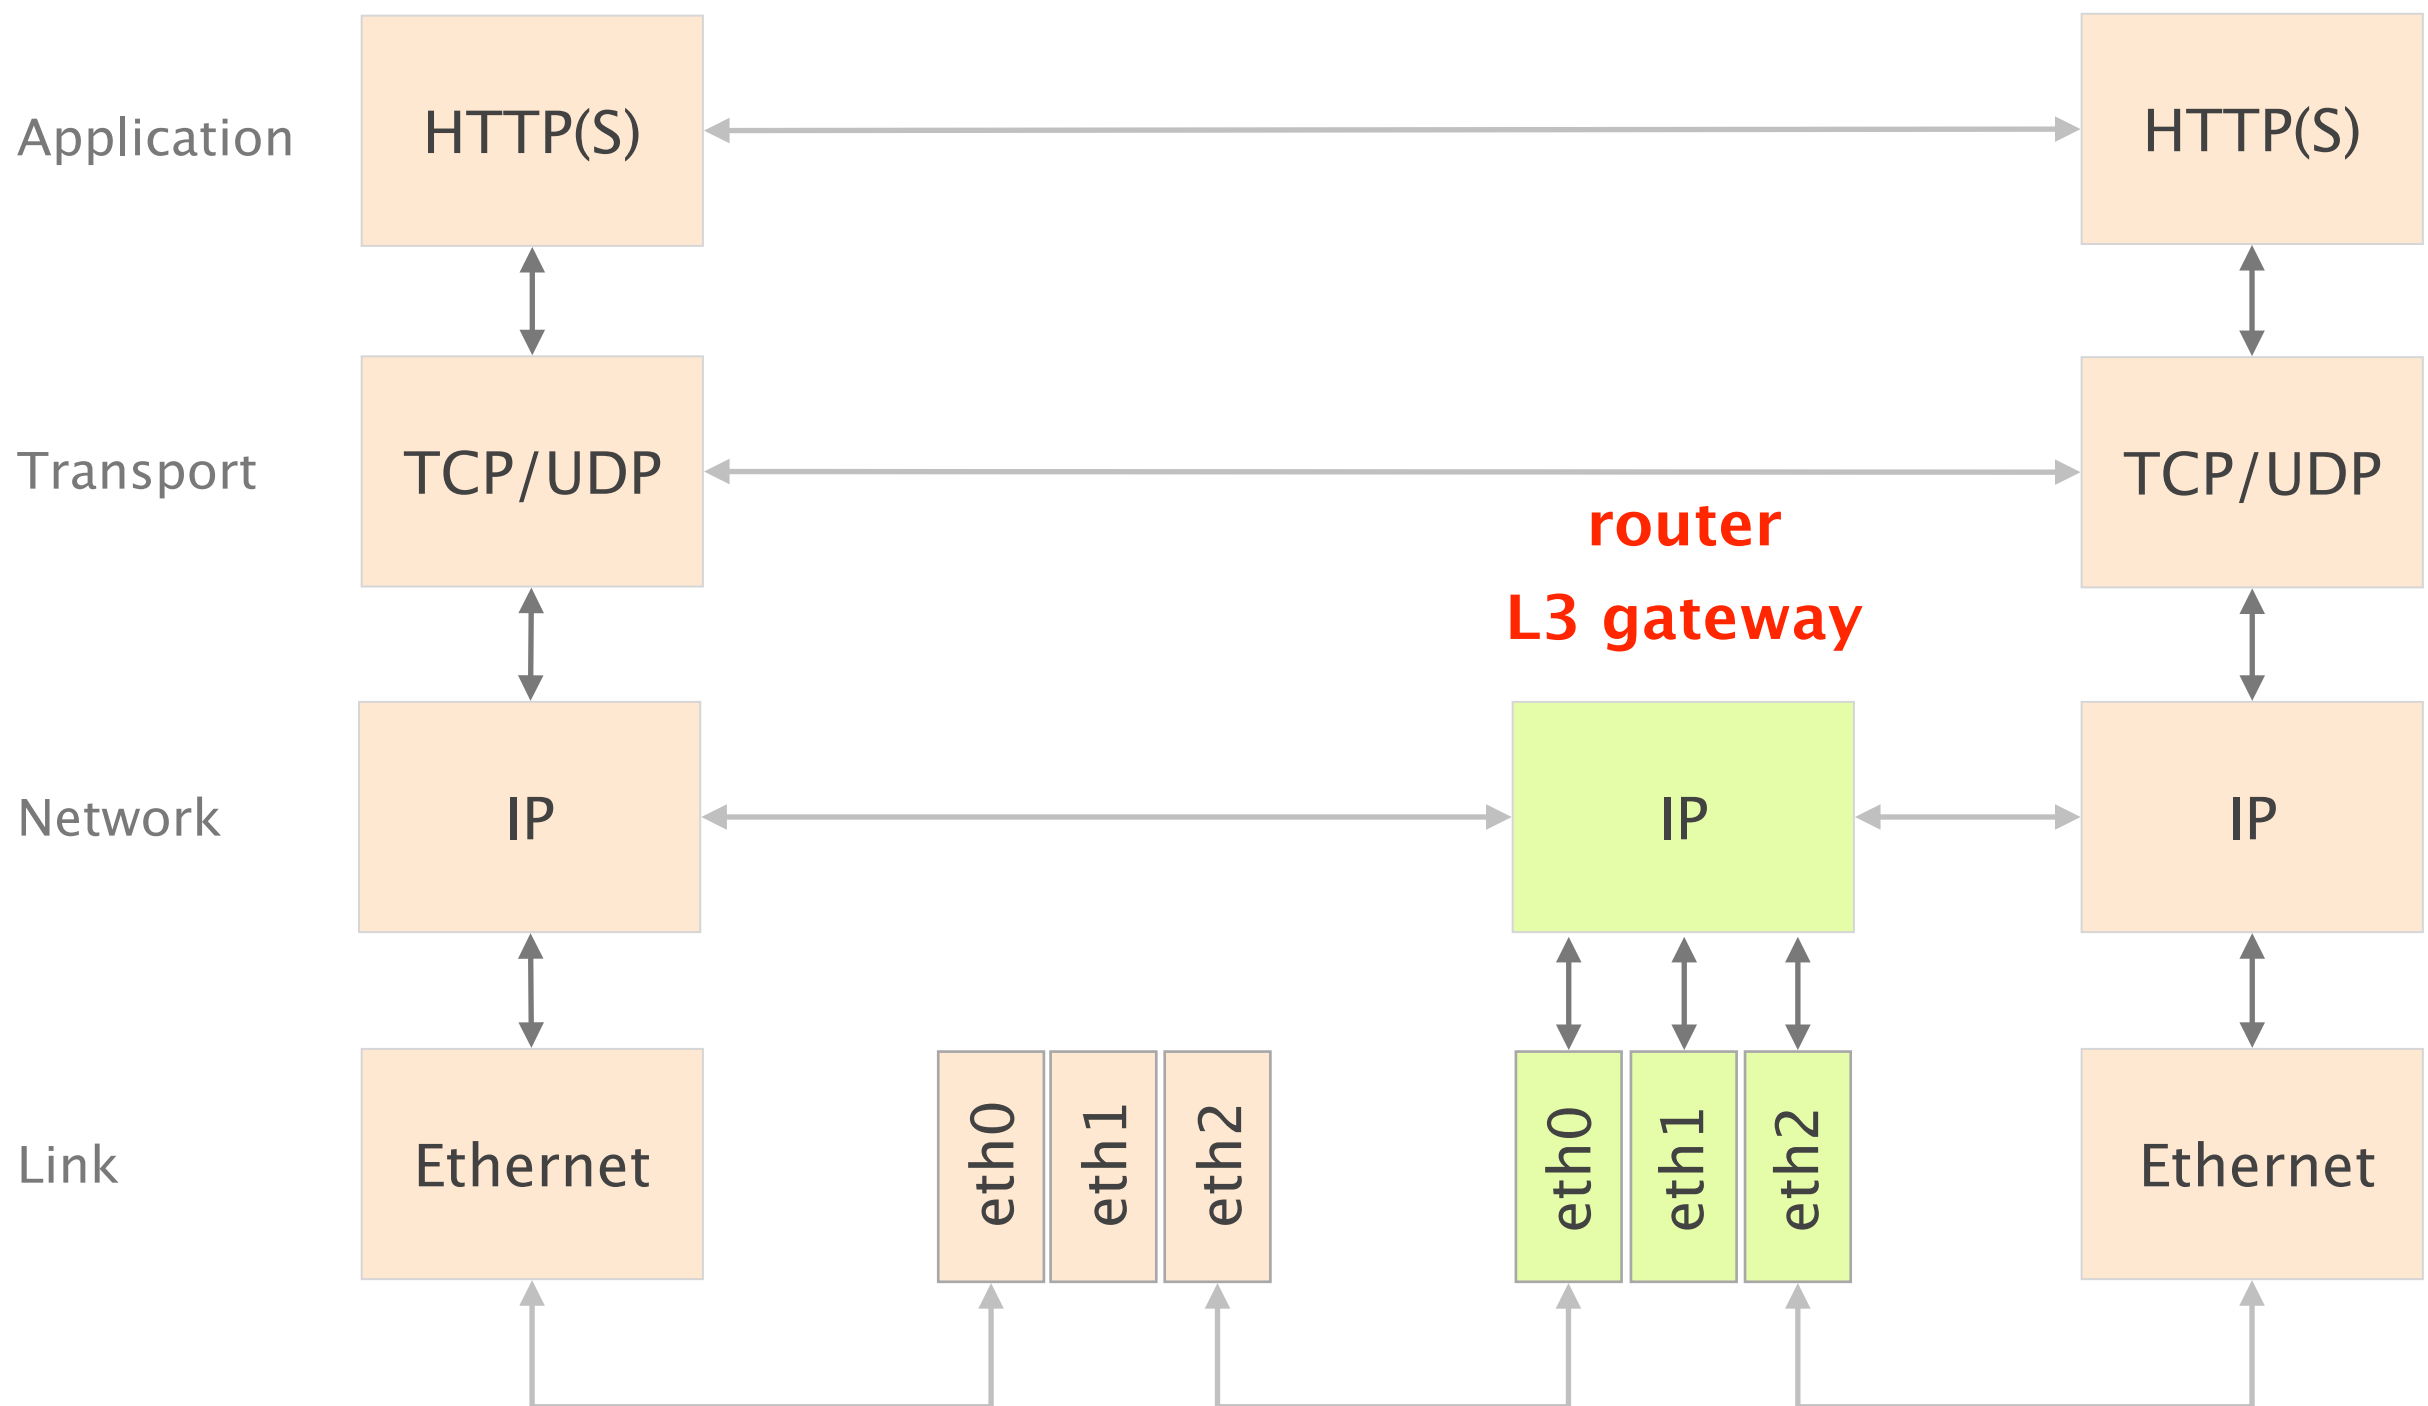 Application
HTTP(S)
HTTP(S)
Transport
TCP/UDP
TCP/UDP
router
L3 gateway
Network
IP
IP
IP
Link
Ethernet
eth0
eth1
eth2
eth0
eth1
eth2
Ethernet